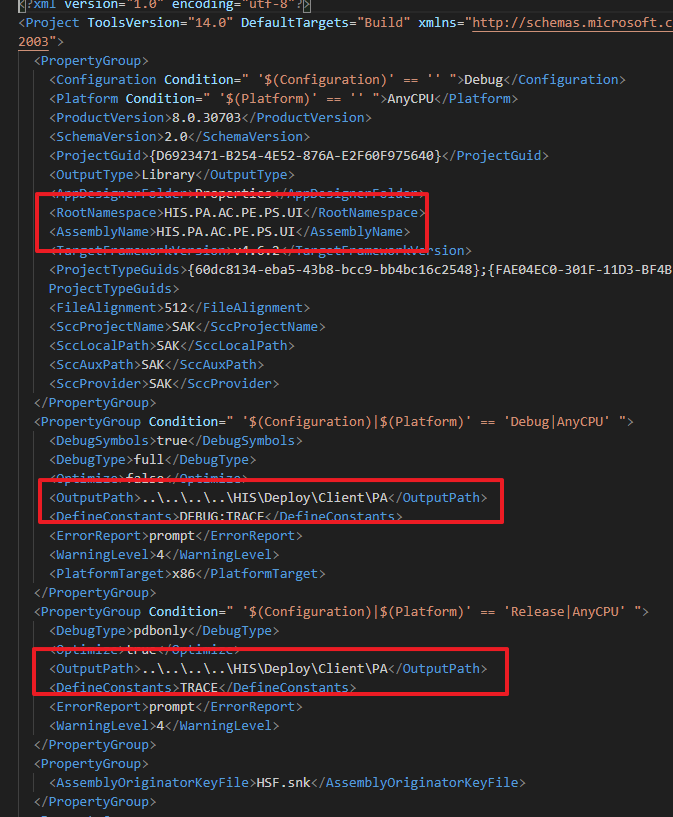 <?xml version="1.0" encoding="utf-8"?>
<Project ToolsVersion="14.0" DefaultTargets="Build" xmlns="http://schemas.microsoft.c
2003">
<PropertyGroup>
<Configuration Condition=" '$(Configuration)' == '' ">Debug</Configuration>
<Platform Condition=" '$(Platform)' == '' ">AnyCPU</Platform>
<ProductVersion>8.0.30703</ProductVersion>
<SchemaVersion>2.0</SchemaVersion>
<ProjectGuid>{D6923471-B254-4E52-876A-E2F60F975640}</ProjectGuid>
<OutputType>Library</OutputType>
<AppDesignerFolder>Properties</AppDesignerFolder>
<RootNamespace>HIS.PA.AC.PE.PS.UI</RootNamespace>
<AssemblyName>HIS.PA.AC.PE.PS.UI</AssemblyName>
<TargetFrameworkVersion>v4.6.2</TargetFrameworkVersion>
<ProjectTypeGuids>{60dc8134-eba5-43b8-bcc9-bb4bc16c2548};{FAE04EC0-301F-11D3-BF4B
ProjectTypeGuids>
<FileAlignment>512</FileAlignment>
<SccProjectName>SAK</SccProjectName>
<SccLocalPath>SAK</SccLocalPath>
<SccAuxPath>SAK</SccAuxPath>
<SccProvider>SAK</SccProvider>
</PropertyGroup>
<PropertyGroup Condition=" '$(Configuration)|$(Platform)' == 'Debug|AnyCPU' ">
<DebugSymbols>true</DebugSymbols>
<DebugType>full</DebugType>
<Optimize>false</Optimize>
<OutputPath>..\..\..\..\HIS\Deploy\Client\PA</OutputPath>
<DefineConstants>DEBUG;TRACE</DefineConstants>
<ErrorReport>prompt</ErrorReport>
<WarningLevel>4</WarningLevel>
<PlatformTarget>x86</PlatformTarget>
</PropertyGroup>
<PropertyGroup Condition=" '$(Configuration)|$(Platform)' == 'Release|AnyCPU' ">
<DebugType>pdbonly</DebugType>
<Optimize>true</Optimize>
<OutputPath>..\..\..\..\HIS\Deploy\Client\PA</OutputPath>
<DefineConstants>TRACE</DefineConstants>
<ErrorReport>prompt</ErrorReport>
<WarningLevel>4</WarningLevel>
</PropertyGroup>
<PropertyGroup>
<AssemblyOriginatorKeyFile>HSF.snk</AssemblyOriginatorKeyFile>
</PropertyGroup>